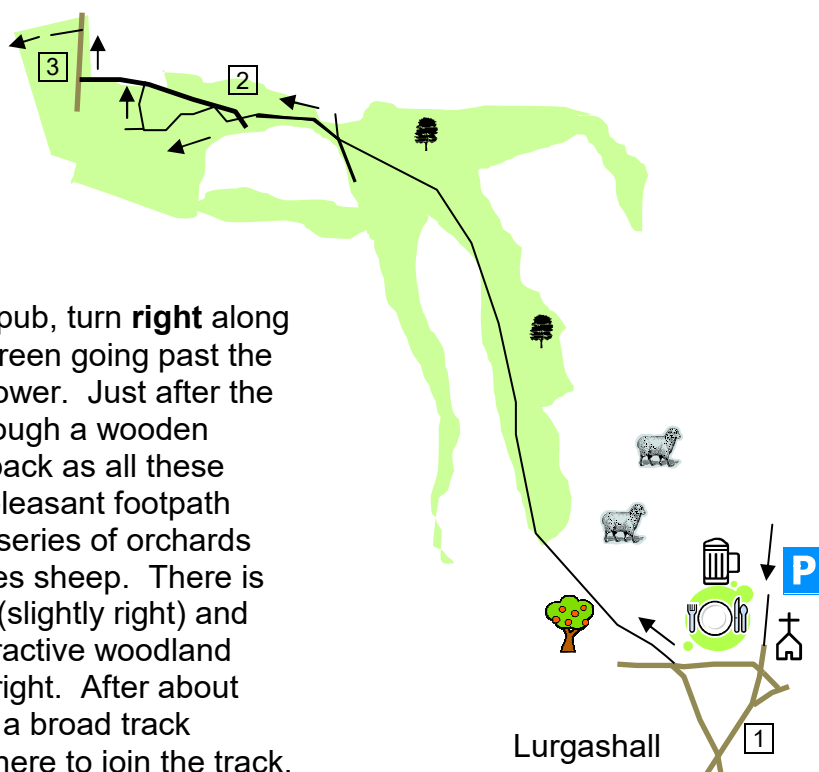 3
2
pub, turn right along
reen going past the
ower. Just after the
ough a wooden
back as all these
leasant footpath
series of orchards
es sheep. There is
(slightly right) and
ractive woodland
right. After about
a broad track
here to join the track.
P
Lurgashall
1